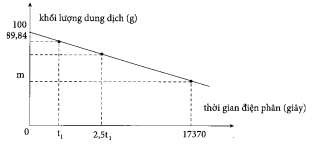 khối lượng dung dịch (g)
100
89,84
m
thời gian điện phân (giây)
0
t₁
2,5t₁
17370